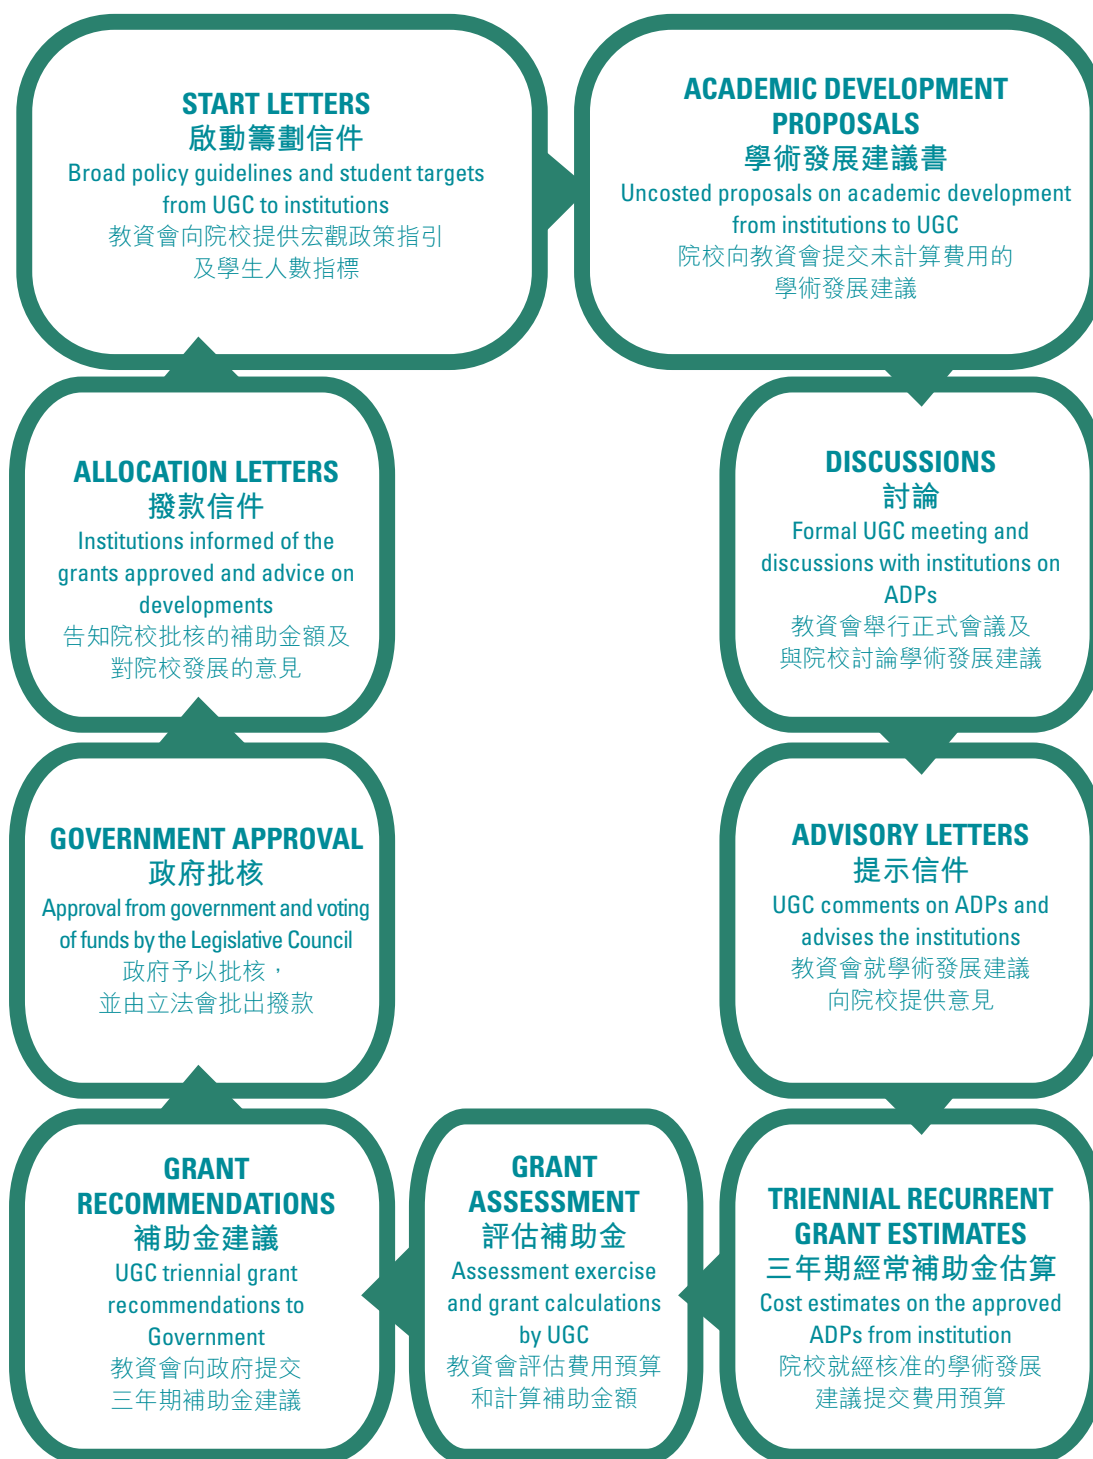 START LETTERS
啟動籌劃信件
Broad policy guidelines and student targets
from UGC to institutions
教資會向院校提供宏觀政策指引
及學生人數指標
ACADEMIC DEVELOPMENT
PROPOSALS
學術發展建議書
Uncosted proposals on academic development
from institutions to UGC
院校向教資會提交未計算費用的
學術發展建議
DISCUSSIONS
討論
Formal UGC meeting and
discussions with institutions on
ADPs
教資會舉行正式會議及
與院校討論學術發展建議
ADVISORY LETTERS
提示信件
UGC comments on ADPs and
advises the institutions
教資會就學術發展建議
向院校提供意見
TRIENNIAL RECURRENT
GRANT ESTIMATES
三年期經常補助金估算
Cost estimates on the approved
ADPs from institution
院校就經核准的學術發展
建議提交費用預算
GRANT
ASSESSMENT
評估補助金
Assessment exercise
and grant calculations
by UGC
教資會評估費用預算
和計算補助金額
GRANT
RECOMMENDATIONS
補助金建議
UGC triennial grant
recommendations to
Government
教資會向政府提交
三年期補助金建議
GOVERNMENT APPROVAL
政府批核
Approval from government and voting
of funds by the Legislative Council
政府予以批核，
並由立法會批出撥款
ALLOCATION LETTERS
撥款信件
Institutions informed of the
grants approved and advice on
developments
告知院校批核的補助金額及
對院校發展的意見